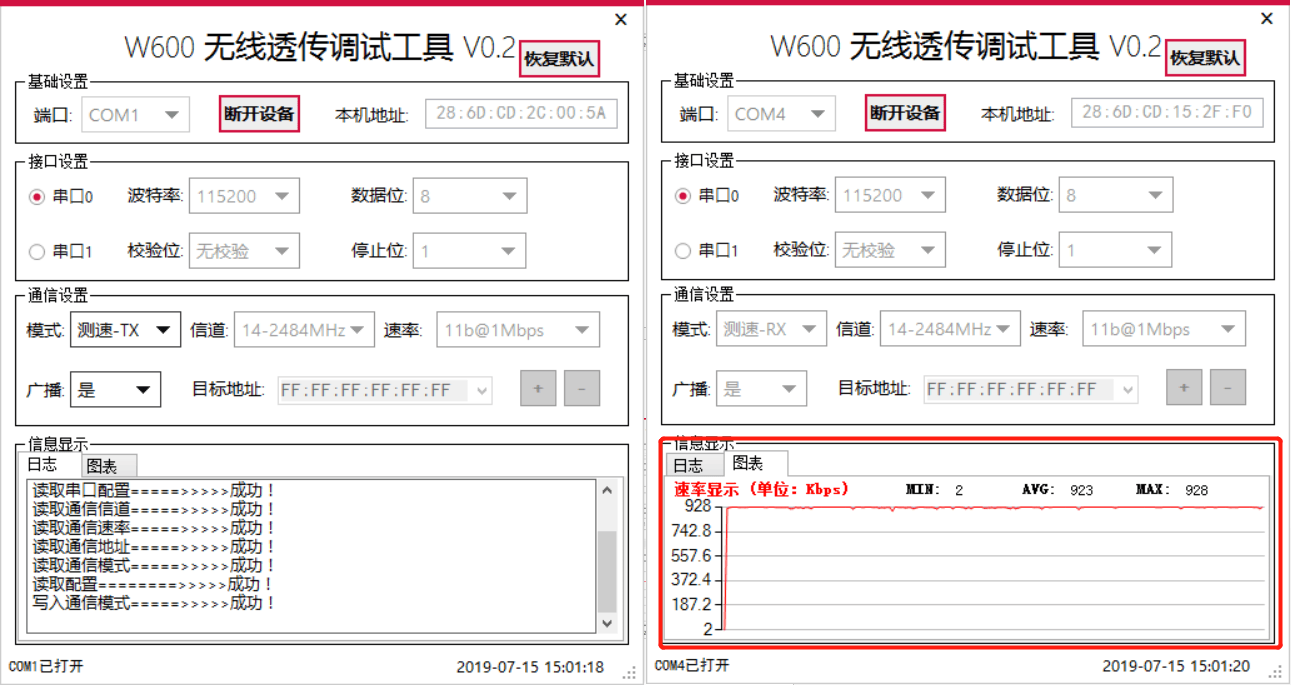 W600 无线透传调试工具 V0.2 恢复默认
基础设置
端口: COM1 断开设备 本机地址: 28:6D:CD:2C:00:5A
接口设置
串口0 波特率: 115200 数据位: 8
串口1 校验位: 无校验 停止位: 1
通信设置
模式: 测速-TX 信道: 14-2484MHz 速率: 11b@1Mbps
广播: 是 目标地址: FF:FF:FF:FF:FF:FF + -
信息显示
日志 图表
读取串口配置=====>>>>>成功！
读取通信信道=====>>>>>成功！
读取通信速率=====>>>>>成功！
读取通信地址=====>>>>>成功！
读取通信模式=====>>>>>成功！
读取配置========>>>>>成功！
写入通信模式=====>>>>>成功！
COM1已打开 2019-07-15 15:01:18
W600 无线透传调试工具 V0.2 恢复默认
基础设置
端口: COM4 断开设备 本机地址: 28:6D:CD:15:2F:F0
接口设置
串口0 波特率: 115200 数据位: 8
串口1 校验位: 无校验 停止位: 1
通信设置
模式: 测速-RX 信道: 14-2484MHz 速率: 11b@1Mbps
广播: 是 目标地址: FF:FF:FF:FF:FF:FF + -
信息显示
日志 图表
速率显示 (单位: Kbps) MIN: 2 AVG: 923 MAX: 928
928
742.8
557.6
372.4
187.2
2
COM4已打开 2019-07-15 15:01:20